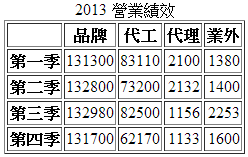 2013 營業績效
品牌 代工 代理 業外
第一季 131300 83110 2100 1380
第二季 132800 73200 2132 1400
第三季 132980 82500 1156 2253
第四季 131700 62170 1133 1600